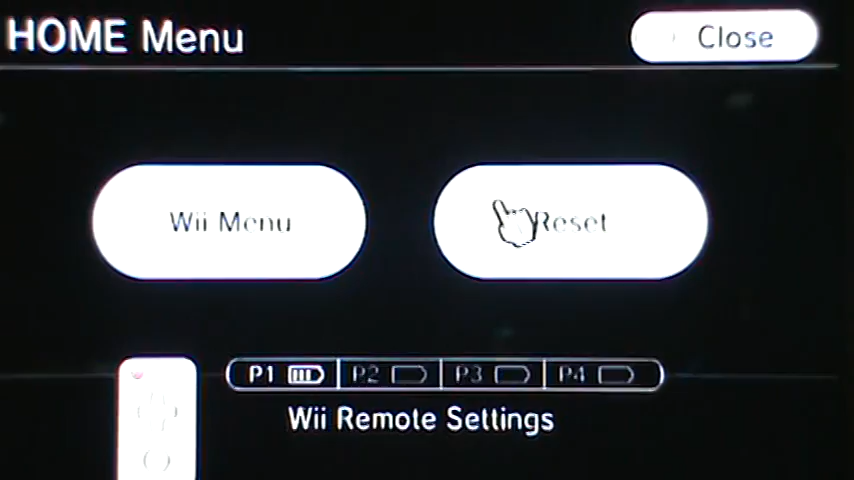 HOME Menu
Close
Wii Menu
Reset
P1 P2 P3 P4
Wii Remote Settings